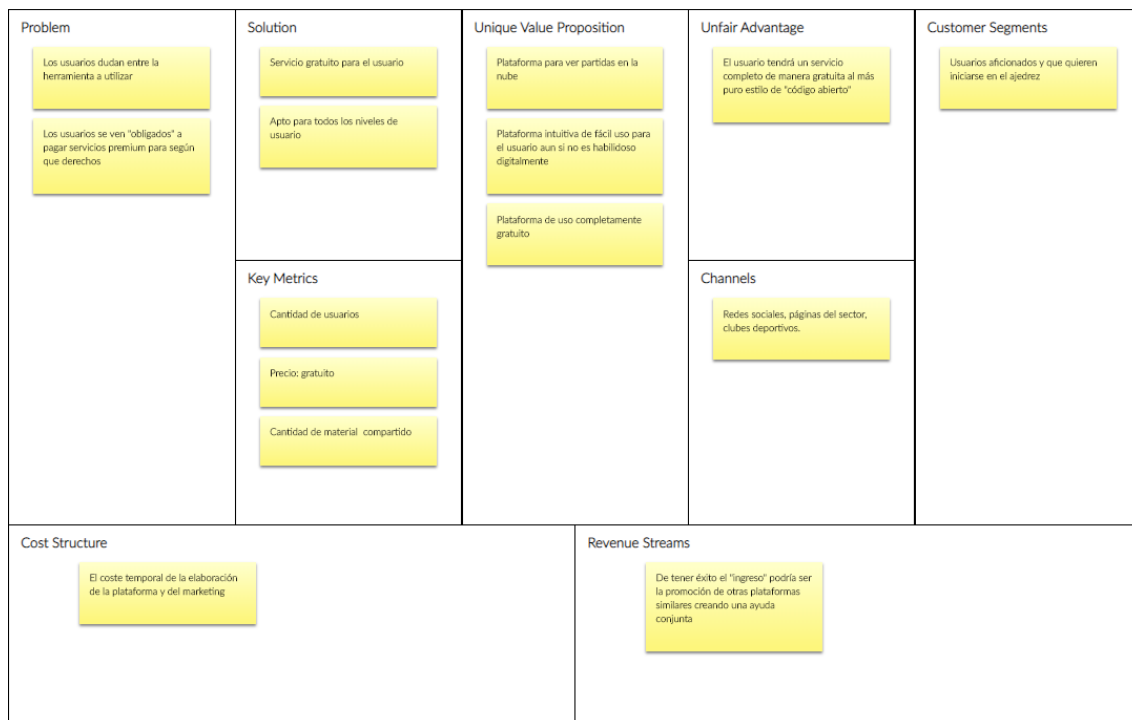 Problem
Los usuarios dudan entre la
herramienta a utilizar
Los usuarios se ven "obligados" a
pagar servicios premium para según
que derechos
Solution
Servicio gratuito para el usuario
Apto para todos los niveles de
usuario
Key Metrics
Cantidad de usuarios
Precio: gratuito
Cantidad de material compartido
Unique Value Proposition
Plataforma para ver partidas en la
nube
Plataforma intuitiva de fácil uso para
el usuario aun si no es habilidoso
digitalmente
Plataforma de uso completamente
gratuito
Unfair Advantage
El usuario tendrá un servicio
completo de manera gratuita al más
puro estilo de "código abierto"
Channels
Redes sociales, páginas del sector,
clubes deportivos.
Customer Segments
Usuarios aficionados y que quieren
iniciarse en el ajedrez
Cost Structure
El coste temporal de la elaboración
de la plataforma y del marketing
Revenue Streams
De tener éxito el "ingreso" podría ser
la promoción de otras plataformas
similares creando una ayuda
conjunta